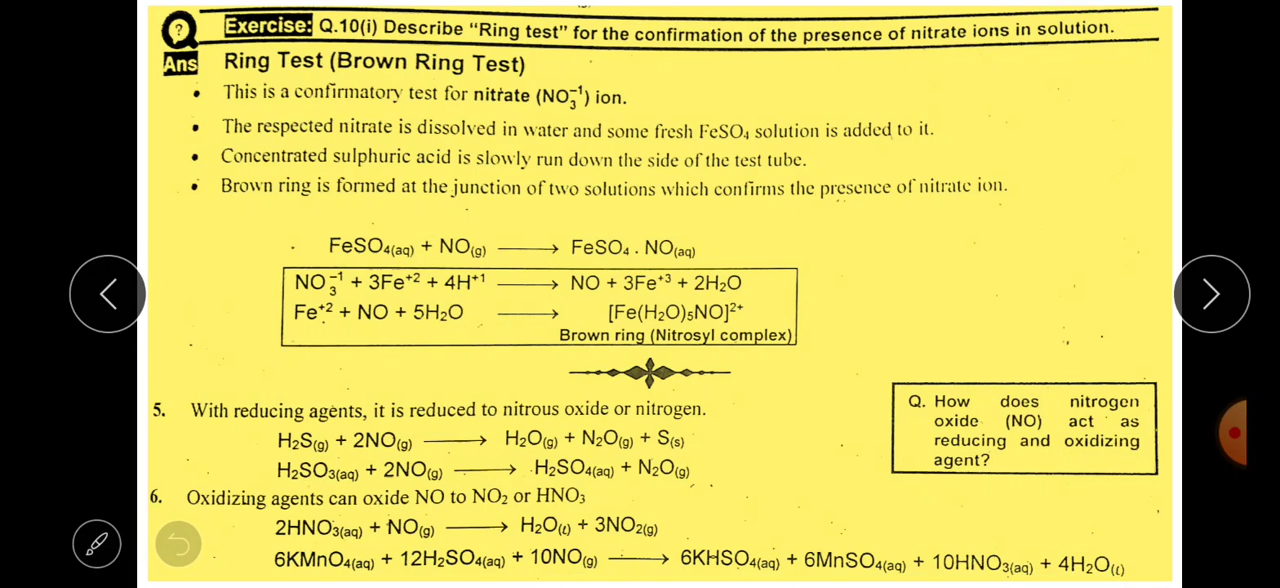 Exercise: Q.10(i) Describe “Ring test” for the confirmation of the presence of nitrate ions in solution.
Ans Ring Test (Brown Ring Test)
• This is a confirmatory test for nitrate (NO₃⁻¹) ion.
• The respected nitrate is dissolved in water and some fresh FeSO₄ solution is added to it.
• Concentrated sulphuric acid is slowly run down the side of the test tube.
• Brown ring is formed at the junction of two solutions which confirms the presence of nitrate ion.
FeSO₄(aq) + NO(g) ⟶ FeSO₄ . NO(aq)
NO₃⁻¹ + 3Fe⁺² + 4H⁺¹ ⟶ NO + 3Fe⁺³ + 2H₂O
Fe⁺² + NO + 5H₂O ⟶ [Fe(H₂O)₅NO]²⁺
Brown ring (Nitrosyl complex)
5. With reducing agents, it is reduced to nitrous oxide or nitrogen.
H₂S(g) + 2NO(g) ⟶ H₂O(g) + N₂O(g) + S(s)
H₂SO₃(aq) + 2NO(g) ⟶ H₂SO₄(aq) + N₂O(g)
6. Oxidizing agents can oxide NO to NO₂ or HNO₃
2HNO₃(aq) + NO(g) ⟶ H₂O(ℓ) + 3NO₂(g)
6KMnO₄(aq) + 12H₂SO₄(aq) + 10NO(g) ⟶ 6KHSO₄(aq) + 6MnSO₄(aq) + 10HNO₃(aq) + 4H₂O(ℓ)
Q. How does nitrogen
oxide (NO) act as
reducing and oxidizing
agent?